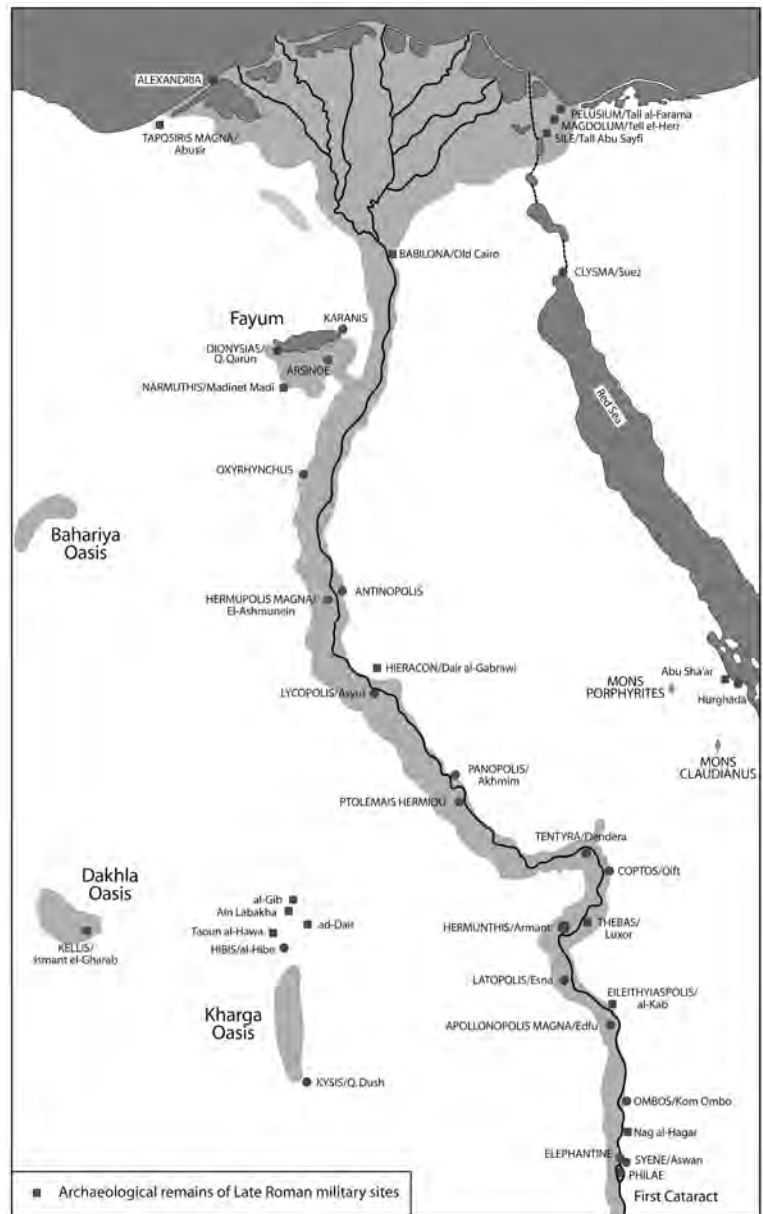 ALEXANDRIA
TAPOSIRIS MAGNA/
Abusir
PELUSIUM/Tall al-Farama
MAGDOLUM/Tell el-Herr
SILE/Tall Abu Sayfi
BABILONA/Old Cairo
CLYSMA/Suez
Fayum
KARANIS
DIONYSIAS/
Q.Qarun
ARSINOE
NARMUTHIS/Madinet Madi
Red Sea
OXYRHYNCHUS
Bahariya
Oasis
ANTINOPOLIS
HERMUPOLIS MAGNA/
El-Ashmunein
HIERACON/Dair al-Gabrawi
LYCOPOLIS/Asyut
Abu Sha'ar
MONS
PORPHYRITES
Hurghada
MONS
CLAUDIANUS
PANOPOLIS/
Akhmim
PTOLEMAIS HERMIOU
TENTYRA/Dendera
COPTOS/Qift
Dakhla
Oasis
KELLIS/
Ismant el-Gharab
al-Gib
Ain Labakha
ad-Dair
Taoun al-Hawa
HIBIS/al-Hibe
HERMUNTHIS/Armant
THEBAS/
Luxor
LATOPOLIS/Esna
EILEITHYIASPOLIS/
al-Kab
APOLLONOPOLIS MAGNA/Edfu
Kharga
Oasis
KYSIS/Q. Dush
OMBOS/Kom Ombo
Nag al-Hagar
ELEPHANTINE
SYENE/Aswan
PHILAE
First Cataract
Archaeological remains of Late Roman military sites